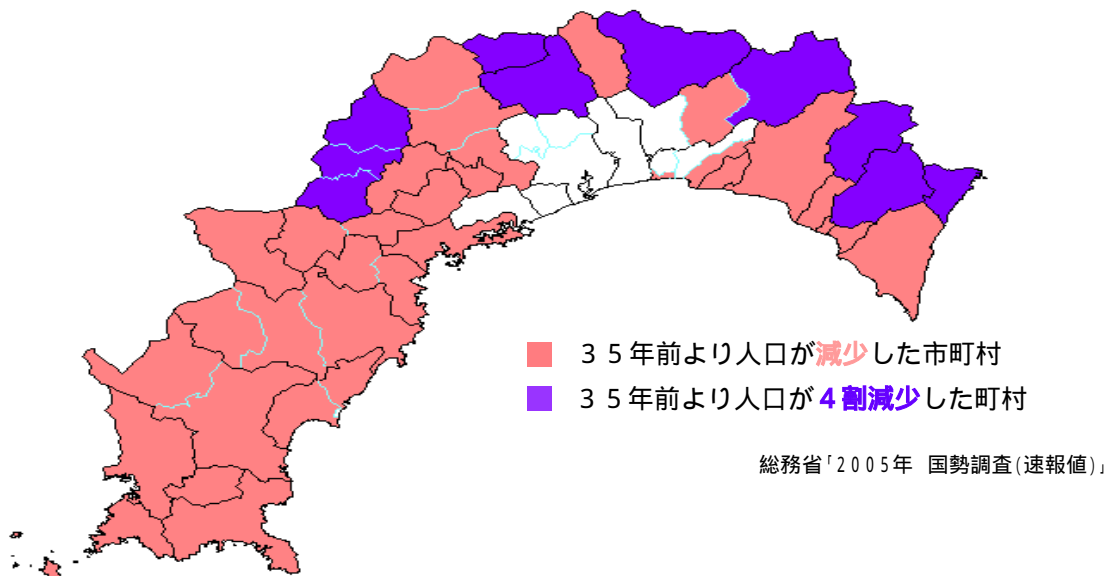 ３５年前より人口が減少した市町村
３５年前より人口が４割減少した町村
総務省｢2005年 国勢調査(速報値)｣